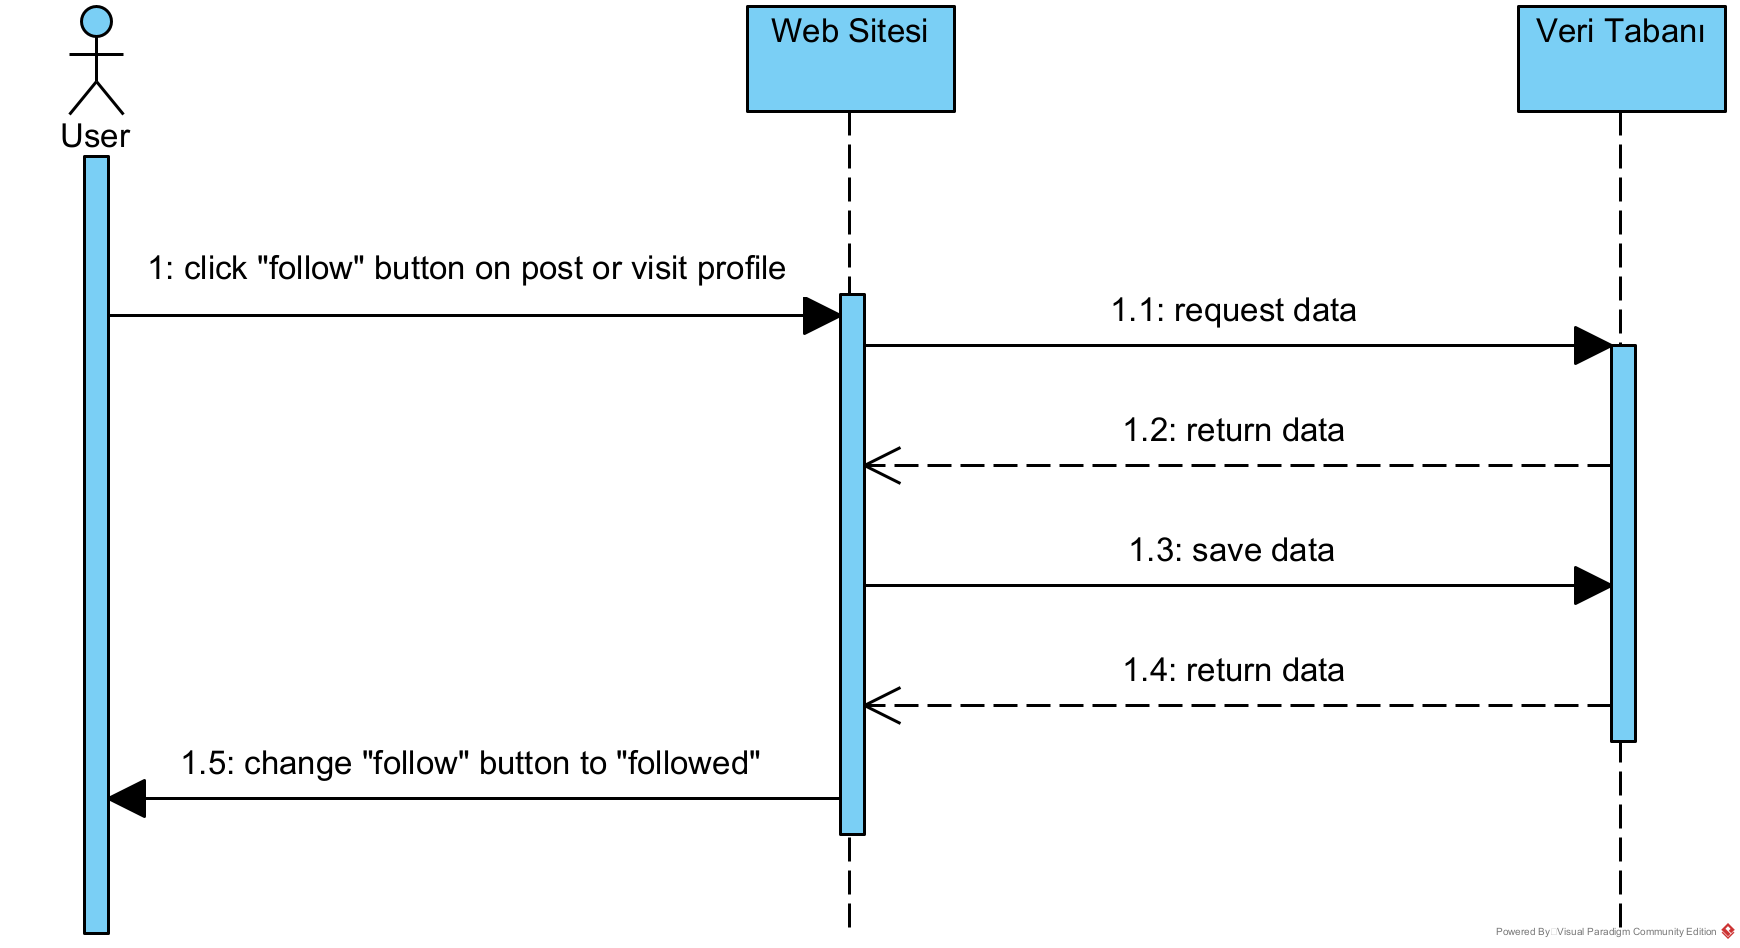 User
Web Sitesi
Veri Tabanı
1: click "follow" button on post or visit profile
1.1: request data
1.2: return data
1.3: save data
1.4: return data
1.5: change "follow" button to "followed"
Powered By Visual Paradigm Community Edition